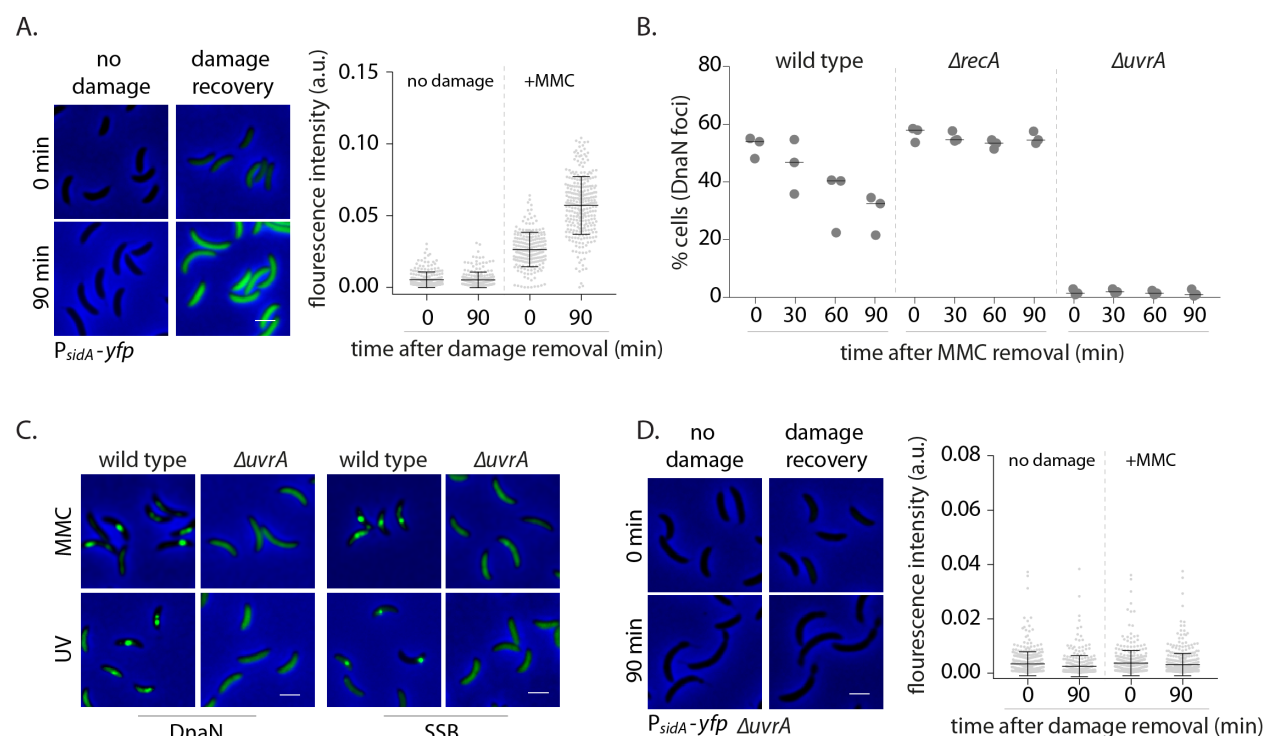 A.
no
damage
damage
recovery
0 min
90 min
P sidA - yfp
flourescence intensity (a.u.)
0.15
0.10
0.05
0.00
no damage
+MMC
0 90 0 90
time after damage removal (min)
B.
% cells (DnaN foci)
80
60
40
20
0
wild type ΔrecA ΔuvrA
0 30 60 90 0 30 60 90 0 30 60 90
time after MMC removal (min)
C.
wild type ΔuvrA wild type ΔuvrA
MMC
UV
DnaN SSB
D.
no
damage
damage
recovery
0 min
90 min
P sidA - yfp ΔuvrA
flourescence intensity (a.u.)
0.08
0.06
0.04
0.02
0.00
no damage
+MMC
0 90 0 90
time after damage removal (min)